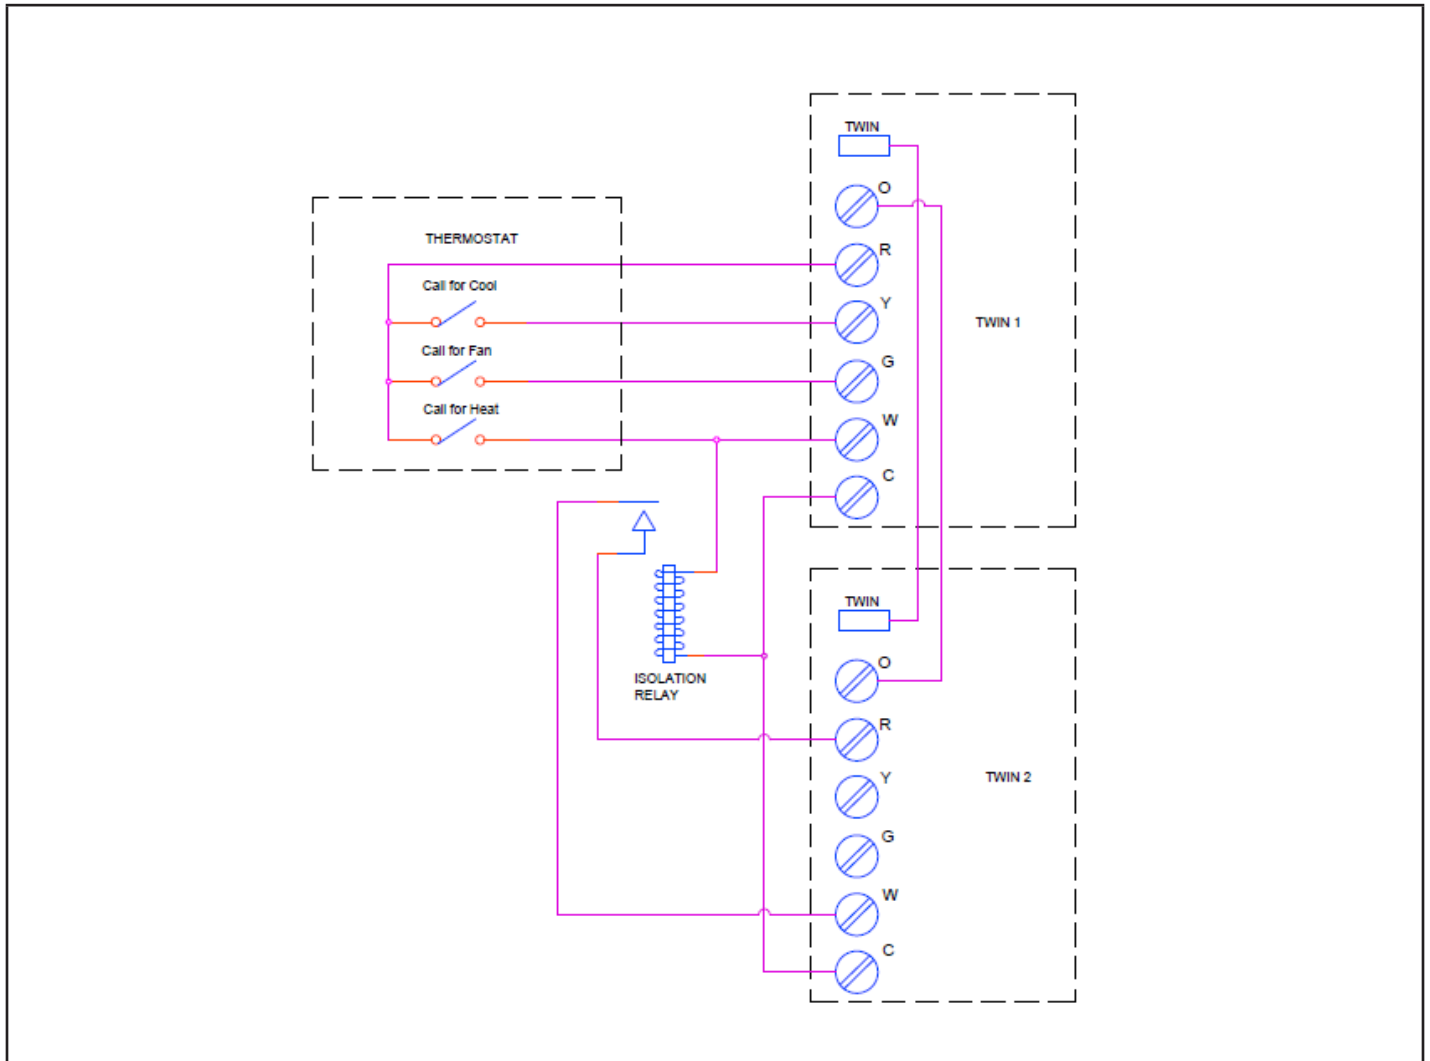 TWIN
O
R
Y
G
W
C
TWIN 1
THERMOSTAT
Call for Cool
Call for Fan
Call for Heat
ISOLATION
RELAY
TWIN
O
R
Y
G
W
C
TWIN 2